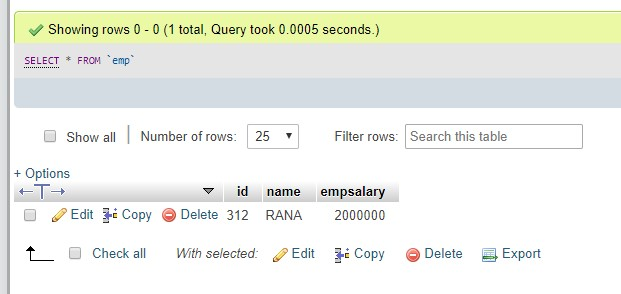 Showing rows 0 - 0 (1 total, Query took 0.0005 seconds.)
SELECT * FROM `emp`
Show all | Number of rows: 25 Filter rows: Search this table
+ Options
←T→ id name empsalary
Edit Copy Delete 312 RANA 2000000
Check all With selected: Edit Copy Delete Export